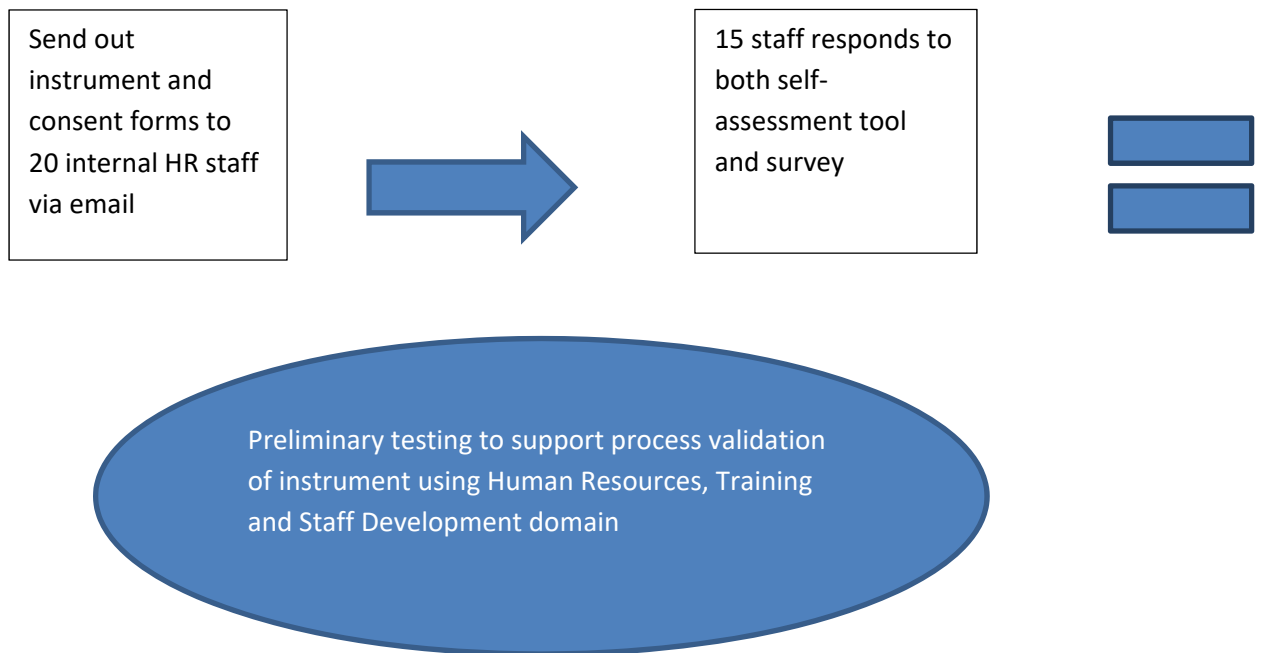 Send out
instrument and
consent forms to
20 internal HR staff
via email
15 staff responds to
both self-
assessment tool
and survey
Preliminary testing to support process validation
of instrument using Human Resources, Training
and Staff Development domain